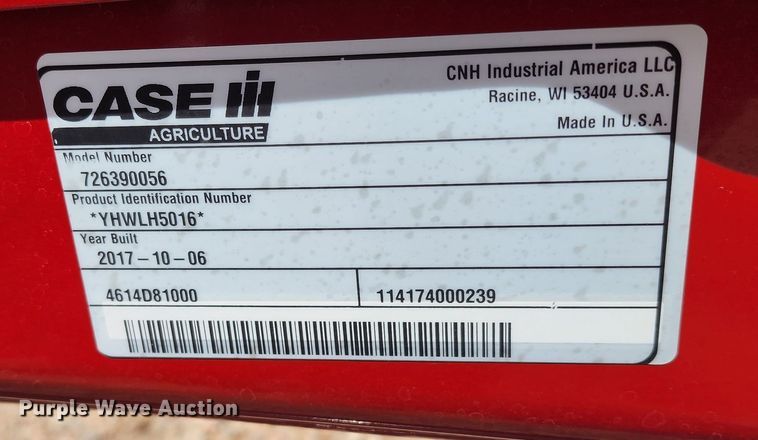 CASE IH
AGRICULTURE
CNH Industrial America LLC
Racine, WI 53404 U.S.A.
Made In U.S.A.
Model Number
726390056
Product Identification Number
*YHWLH5016*
Year Built
2017-10-06
4614D81000
114174000239
Purple Wave Auction